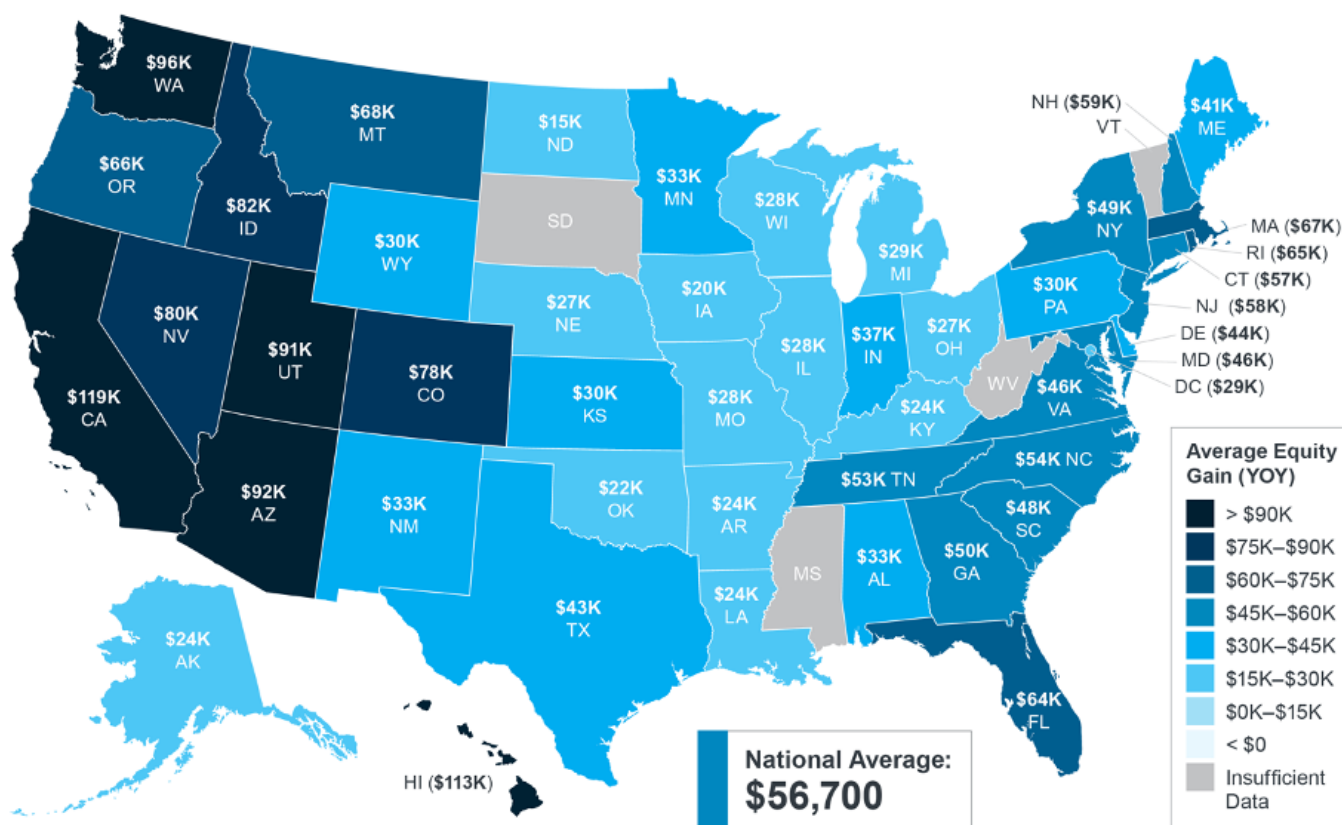 $96K
WA
$66K
OR
$82K
ID
$68K
MT
$15K
ND
SD
$30K
WY
$33K
MN
$28K
WI
$29K
MI
$119K
CA
$80K
NV
$91K
UT
$78K
CO
$27K
NE
$20K
IA
$28K
IL
$37K
IN
$27K
OH
$30K
KS
$28K
MO
$24K
KY
WV
$46K
VA
$92K
AZ
$33K
NM
$22K
OK
$24K
AR
$53K TN
$54K NC
$48K
SC
$43K
TX
$24K
LA
MS
$33K
AL
$50K
GA
$64K
FL
$24K
AK
HI ($113K)
$30K
PA
$49K
NY
NH ($59K)
VT
$41K
ME
MA ($67K)
RI ($65K)
CT ($57K)
NJ ($58K)
DE ($44K)
MD ($46K)
DC ($29K)
Average Equity
Gain (YOY)
> $90K
$75K–$90K
$60K–$75K
$45K–$60K
$30K–$45K
$15K–$30K
$0K–$15K
< $0
Insufficient
Data
National Average:
$56,700